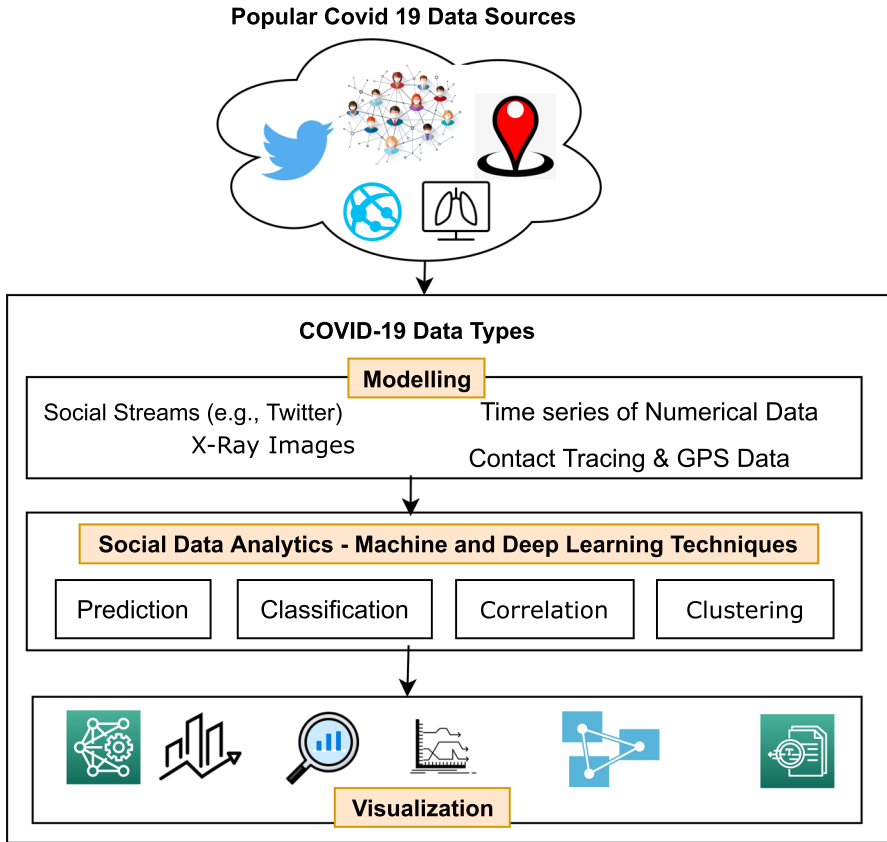 Popular Covid 19 Data Sources
COVID-19 Data Types
Modelling
Social Streams (e.g., Twitter)
Time series of Numerical Data
X-Ray Images
Contact Tracing & GPS Data
Social Data Analytics - Machine and Deep Learning Techniques
Prediction
Classification
Correlation
Clustering
Visualization